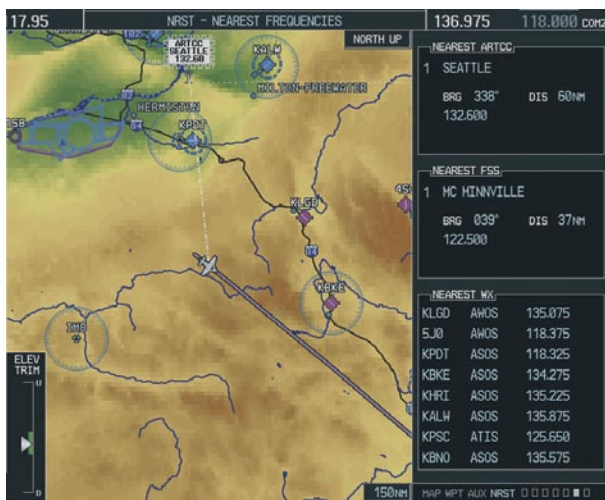 17.95
NRST - NEAREST FREQUENCIES
136.975
118.000 COM2
NORTH UP
ARTCC
SEATTLE
132.60
KALW
MILTON-FREEWATER
HERMISTON
84
KPDT
KLGD
84
KBKE
IMB
ELEV
TRIM
U
D
150NM
NEAREST ARTCC
1 SEATTLE
BRG 338° DIS 60NM
132.600
NEAREST FSS
1 MC MINNVILLE
BRG 039° DIS 37NM
122.500
NEAREST WX
KLGD AWOS 135.075
5J0 AWOS 118.375
KPDT ASOS 118.325
KBKE ASOS 134.275
KHRI ASOS 135.225
KALW ASOS 135.875
KPSC ATIS 125.650
KBNO ASOS 135.575
MAP WPT AUX NRST